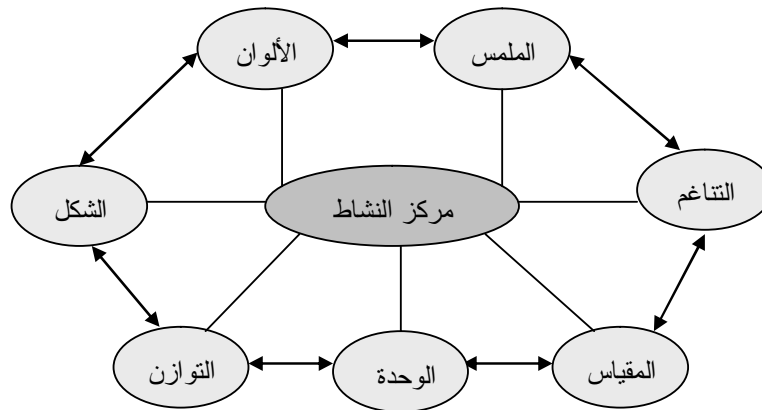 الملمس
الألوان
التناغم
مركز النشاط
الشكل
المقياس
الوحدة
التوازن